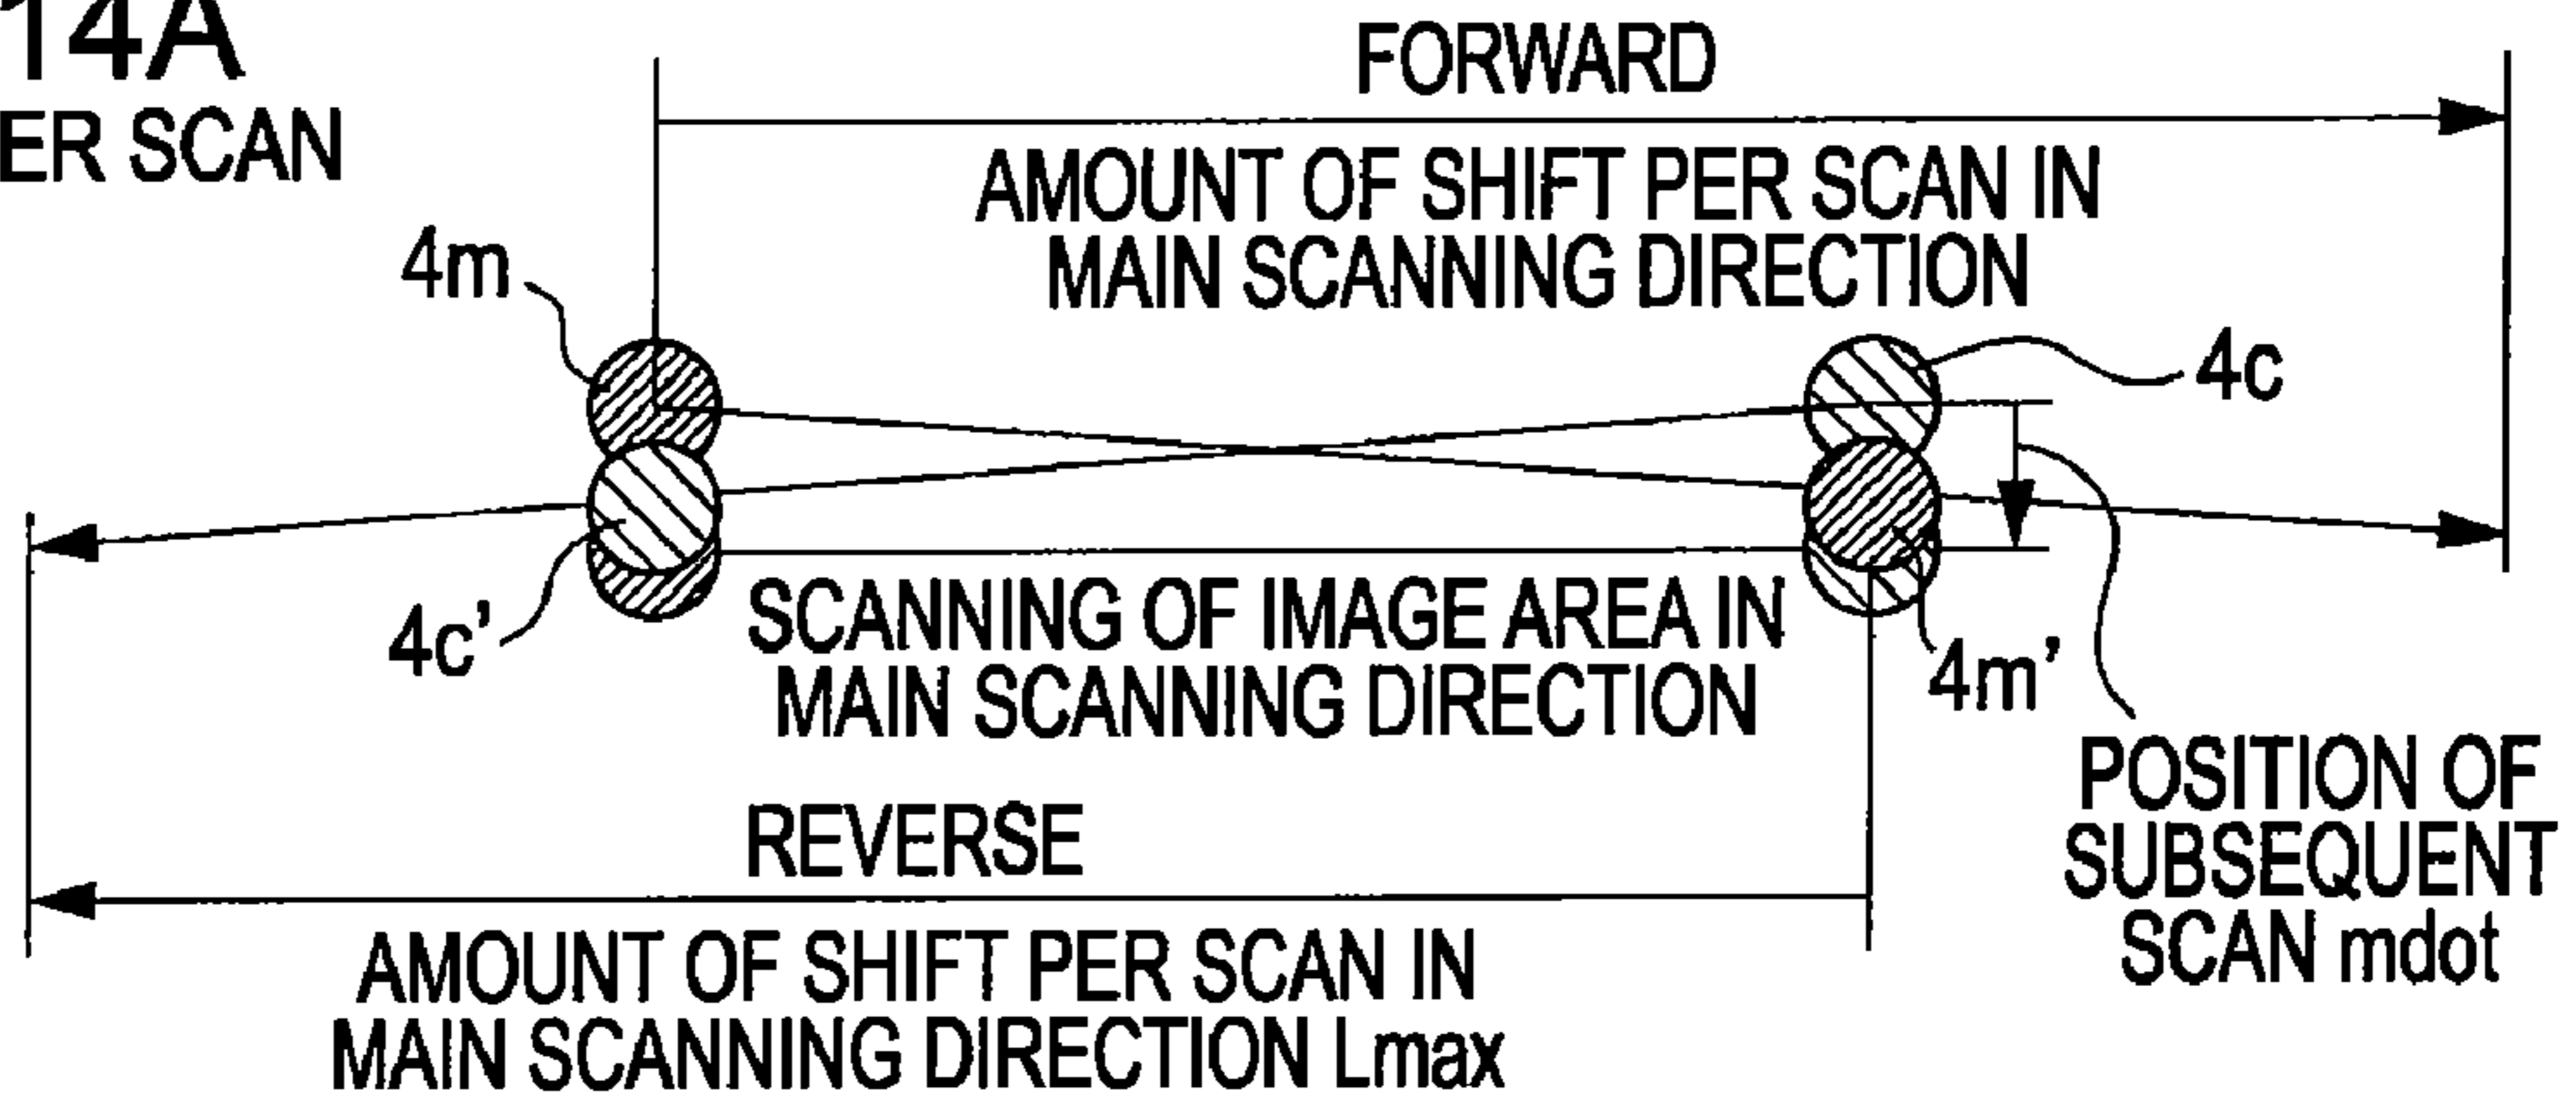 14A
ER SCAN
FORWARD
AMOUNT OF SHIFT PER SCAN IN
MAIN SCANNING DIRECTION
4m
4c
4c'
SCANNING OF IMAGE AREA IN
MAIN SCANNING DIRECTION
4m'
POSITION OF
SUBSEQUENT
SCAN mdot
REVERSE
AMOUNT OF SHIFT PER SCAN IN
MAIN SCANNING DIRECTION Lmax